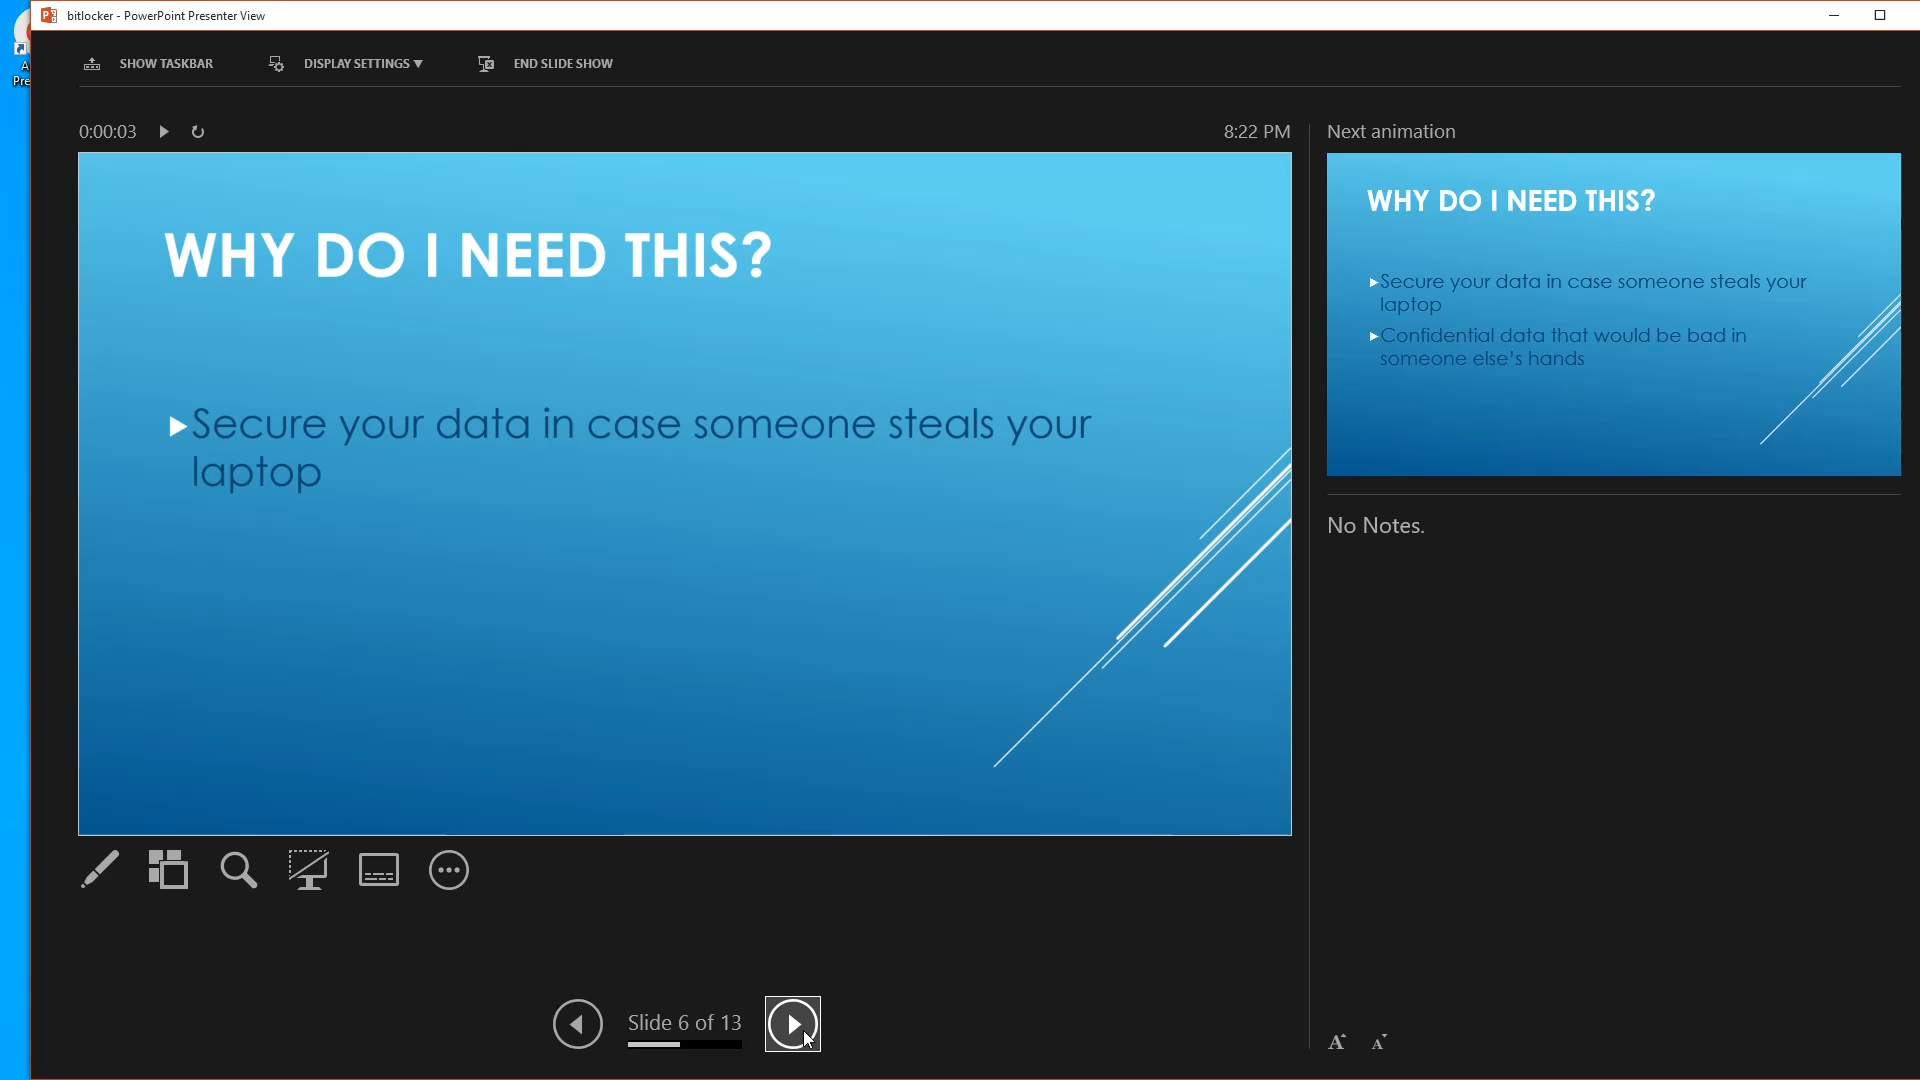 bitlocker - PowerPoint Presenter View
SHOW TASKBAR
DISPLAY SETTINGS ▼
END SLIDE SHOW
0:00:03
8:22 PM
WHY DO I NEED THIS?
Secure your data in case someone steals your
laptop
Next animation
WHY DO I NEED THIS?
Secure your data in case someone steals your
laptop
Confidential data that would be bad in
someone else’s hands
No Notes.
Slide 6 of 13
A A